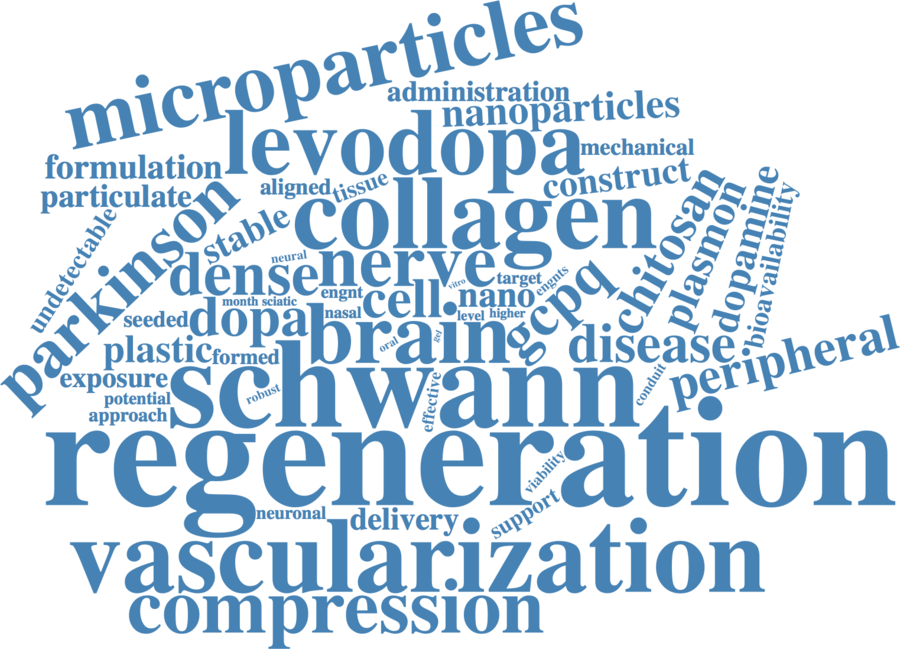 microparticles
administration
nanoparticles
levodopa
mechanical
formulation
construct
particulate
aligned
tissue
parkinson
stable
collagen
chitosan
plasmon
dopamine
bioavailability
undetectable
neural
dense
nerve
target
engnts
vitro
engnt
cell
nano
gcpq
month
sciatic
seeded
dopa
nasal
level
higher
brain
oral
gel
disease
plastic
formed
peripheral
exposure
schwann
robust
effective
conduit
potential
approach
regeneration
viability
neuronal
delivery
support
vascularization
compression